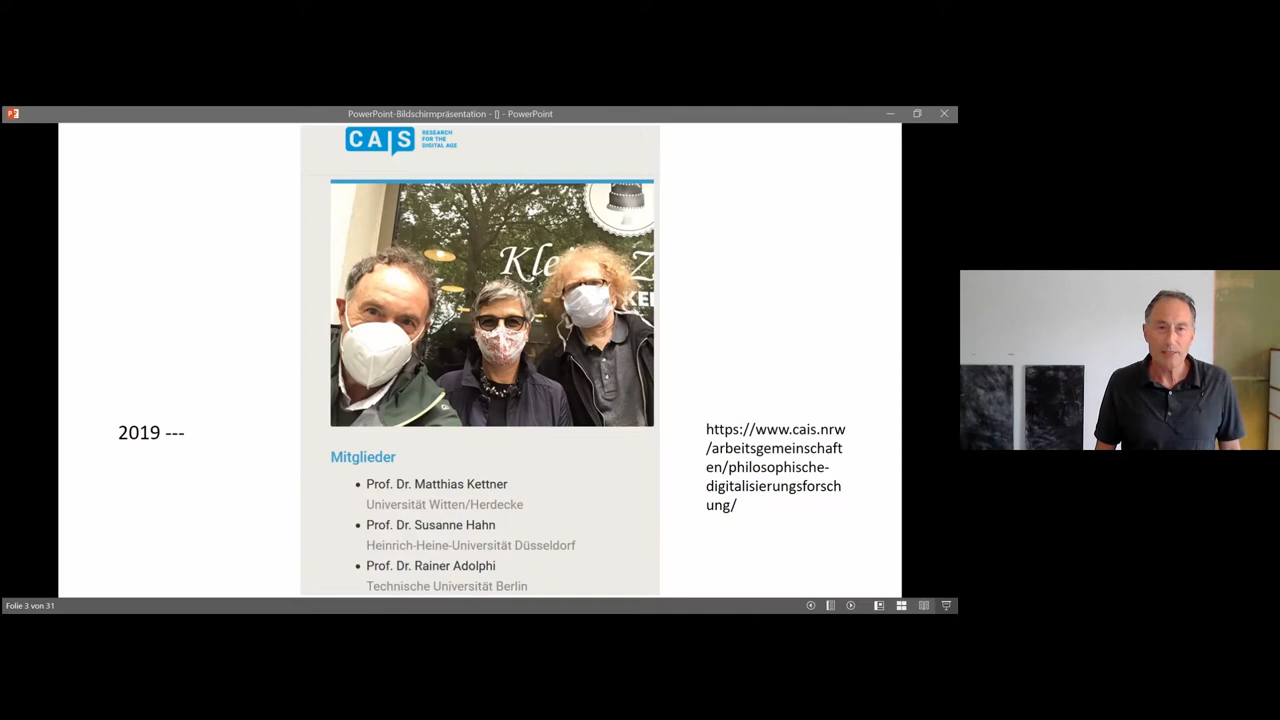 PowerPoint-Bildschirmpräsentation - [] - PowerPoint
CAIS
RESEARCH
FOR THE
DIGITAL AGE
2019 ---
Mitglieder
Prof. Dr. Matthias Kettner
Universität Witten/Herdecke
Prof. Dr. Susanne Hahn
Heinrich-Heine-Universität Düsseldorf
Prof. Dr. Rainer Adolphi
Technische Universität Berlin
https://www.cais.nrw
/arbeitsgemeinschaft
en/philosophische-
digitalisierungsforsch
ung/
Folie 3 von 31